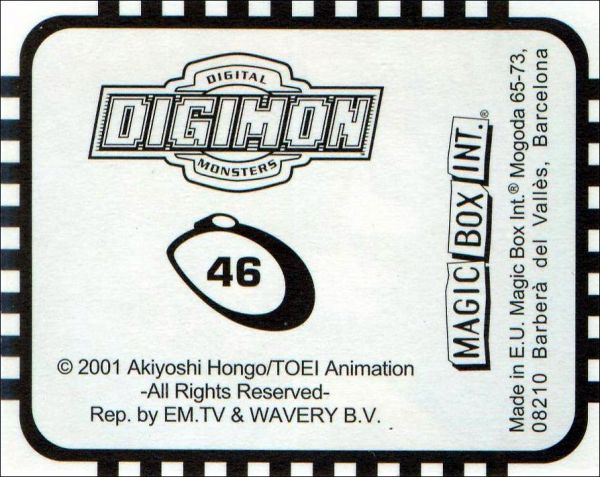 DIGITAL
DIGIMON
MONSTERS
46
© 2001 Akiyoshi Hongo/TOEI Animation
-All Rights Reserved-
Rep. by EM.TV & WAVERY B.V.
MAGIC BOX INT.®
Made in E.U. Magic Box Int.® Mogoda 65-73,
08210 Barberà del Vallès, Barcelona